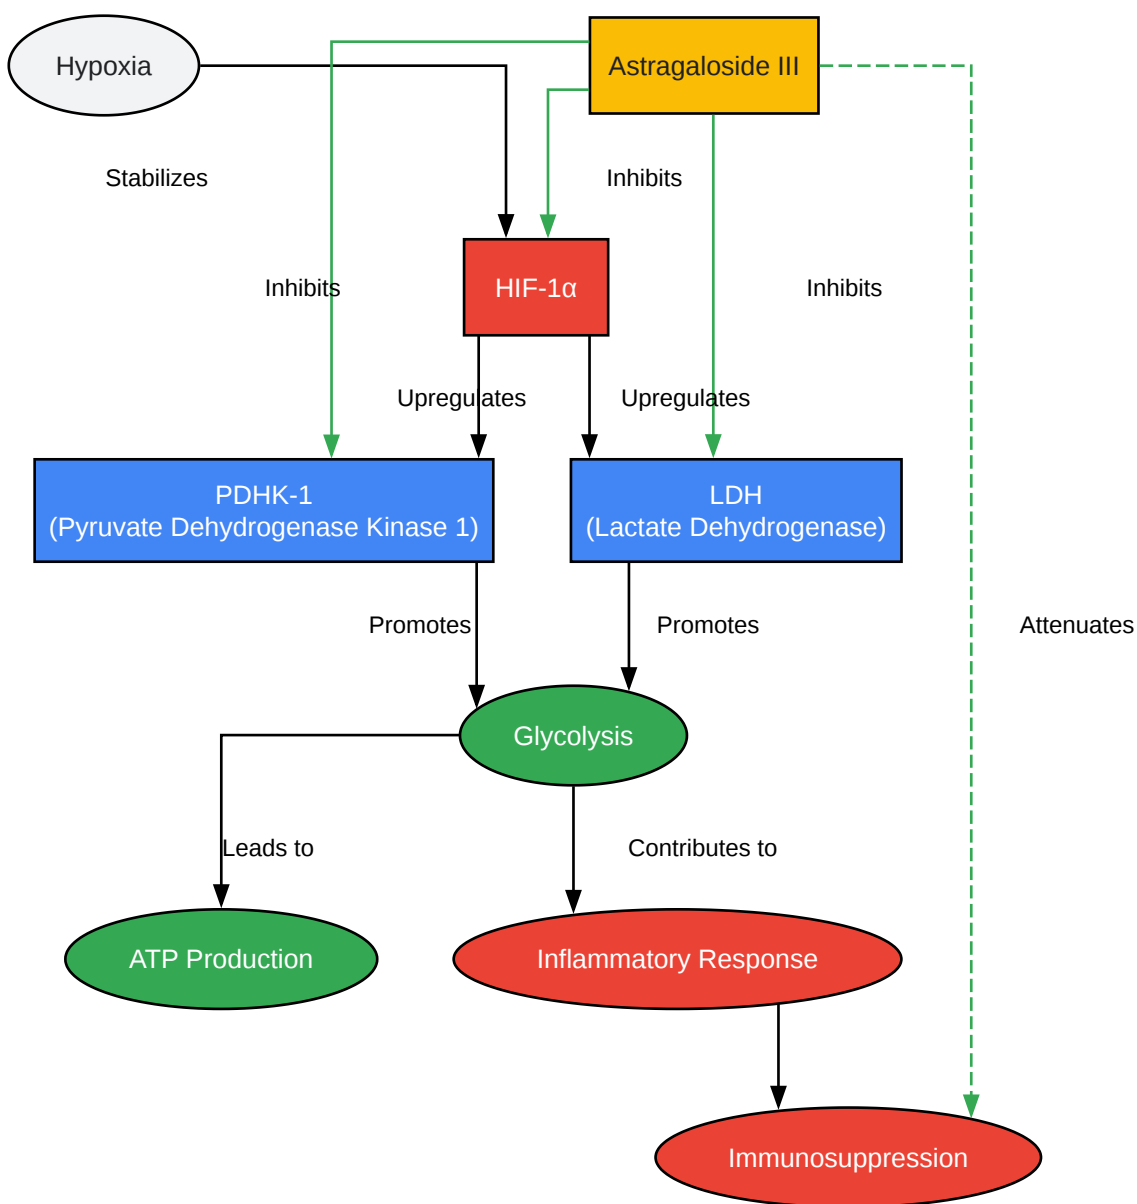 Hypoxia
Astragaloside III
Stabilizes
Inhibits
Inhibits
HIF-1α
Inhibits
Upregulates
Upregulates
PDHK-1
(Pyruvate Dehydrogenase Kinase 1)
LDH
(Lactate Dehydrogenase)
Promotes
Promotes
Attenuates
Glycolysis
Leads to
Contributes to
ATP Production
Inflammatory Response
Immunosuppression